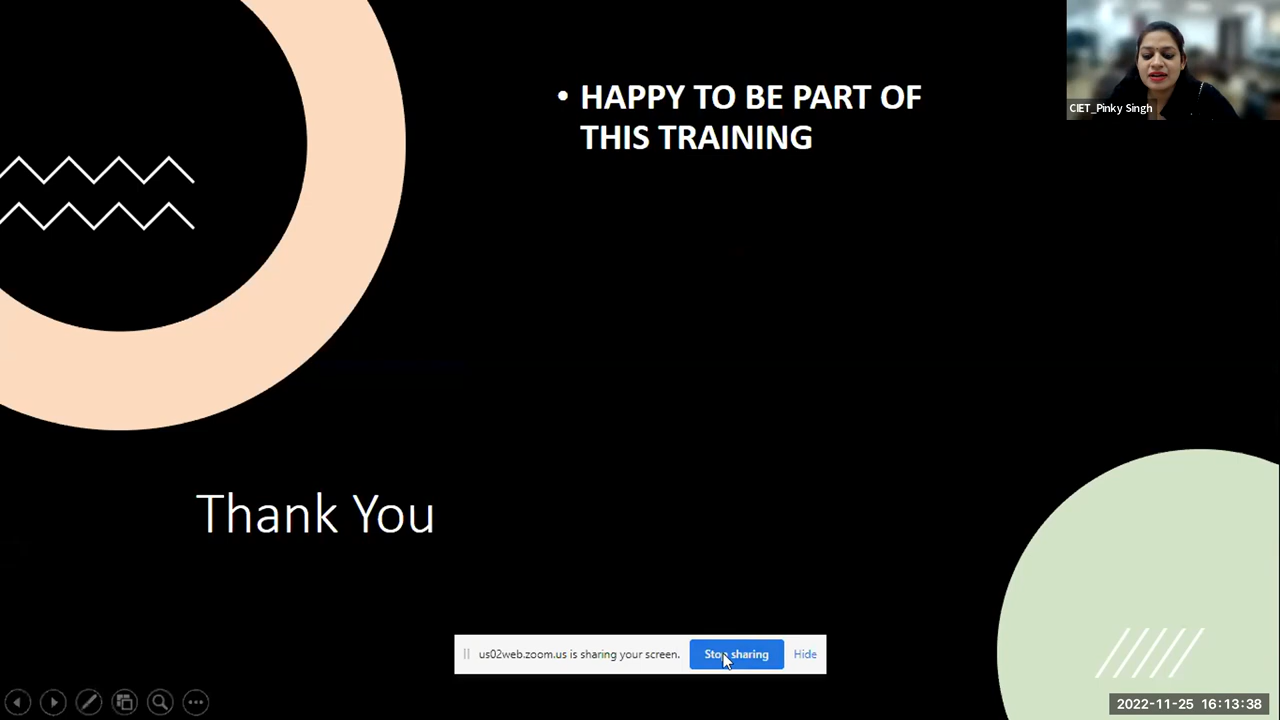 • HAPPY TO BE PART OF
THIS TRAINING
CIET_Pinky Singh
Thank You
us02web.zoom.us is sharing your screen.
Stop sharing
Hide
2022-11-25 16:13:38